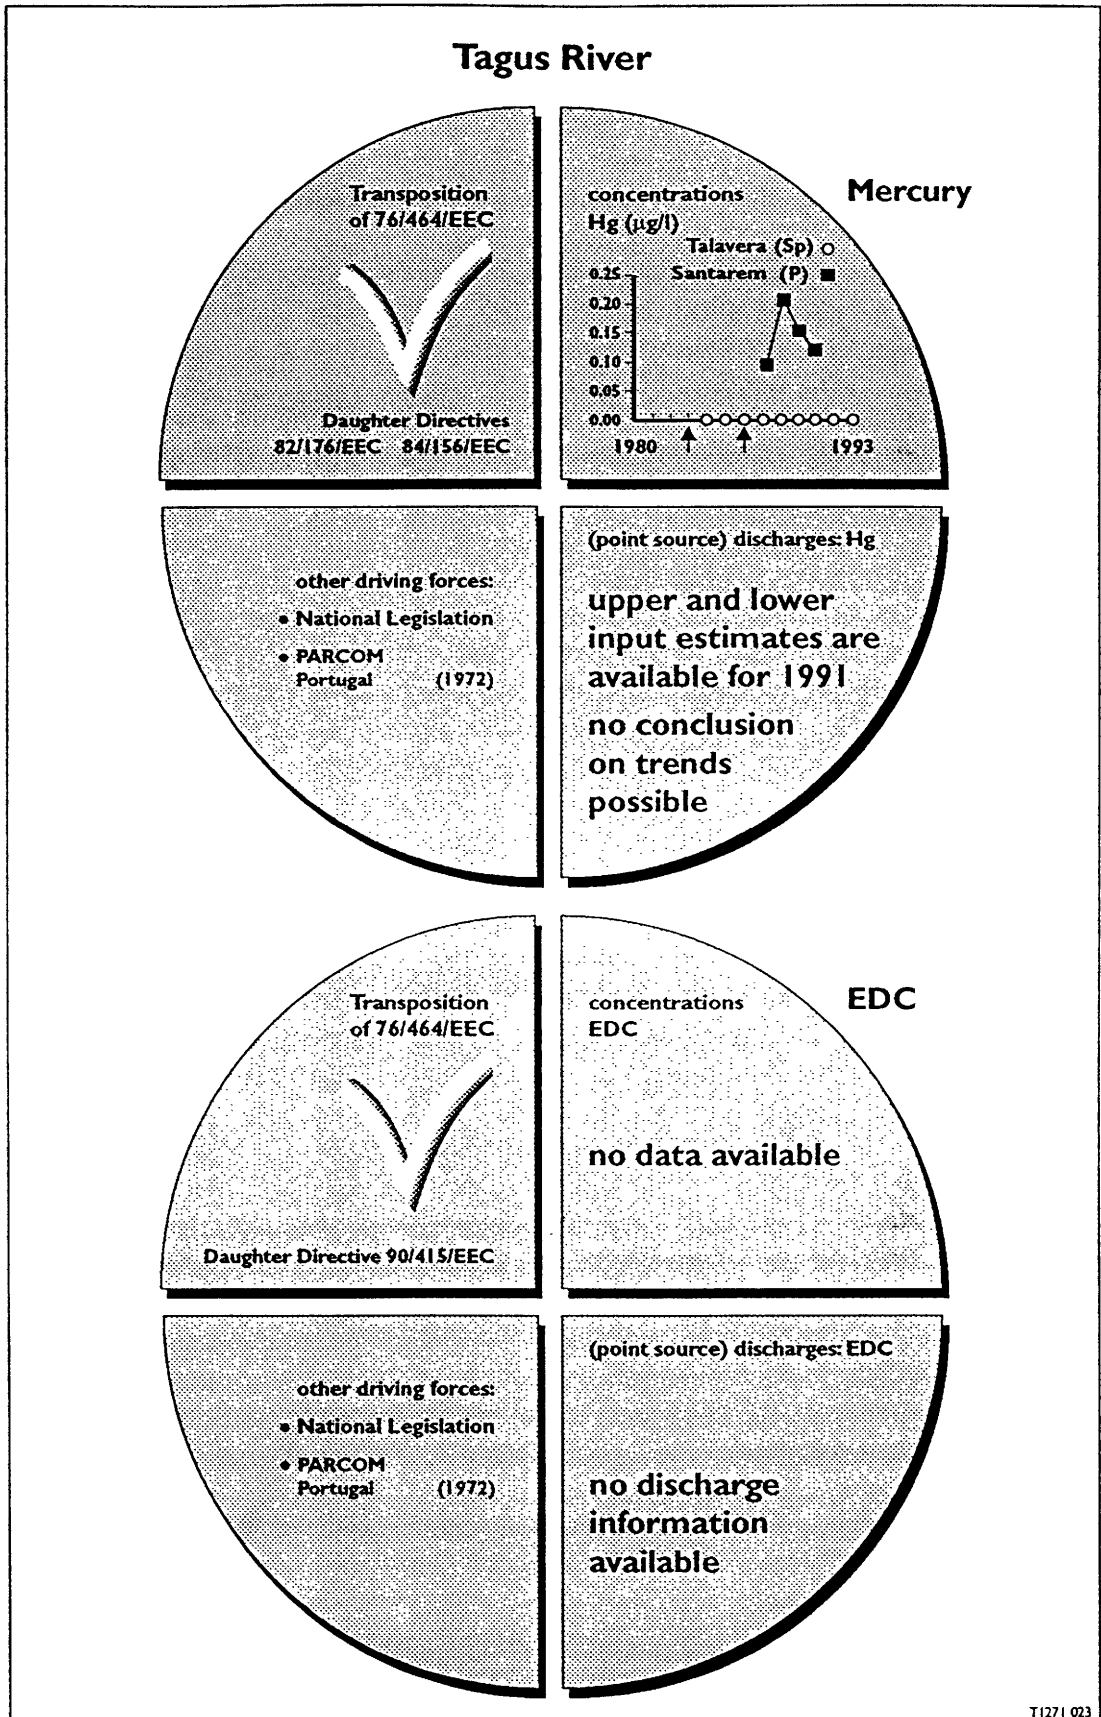 Tagus River
Transposition
of 76/464/EEC
Daughter Directives
82/176/EEC 84/156/EEC
Mercury
concentrations
Hg (µg/l)
Talavera (Sp)
Santarem (P)
0.25
0.20
0.15
0.10
0.05
0.00
1980
1993
other driving forces:
• National Legislation
• PARCOM
Portugal (1972)
(point source) discharges: Hg
upper and lower
input estimates are
available for 1991
no conclusion
on trends
possible
Transposition
of 76/464/EEC
Daughter Directive 90/415/EEC
EDC
concentrations
EDC
no data available
other driving forces:
• National Legislation
• PARCOM
Portugal (1972)
(point source) discharges: EDC
no discharge
information
available
T1271 023